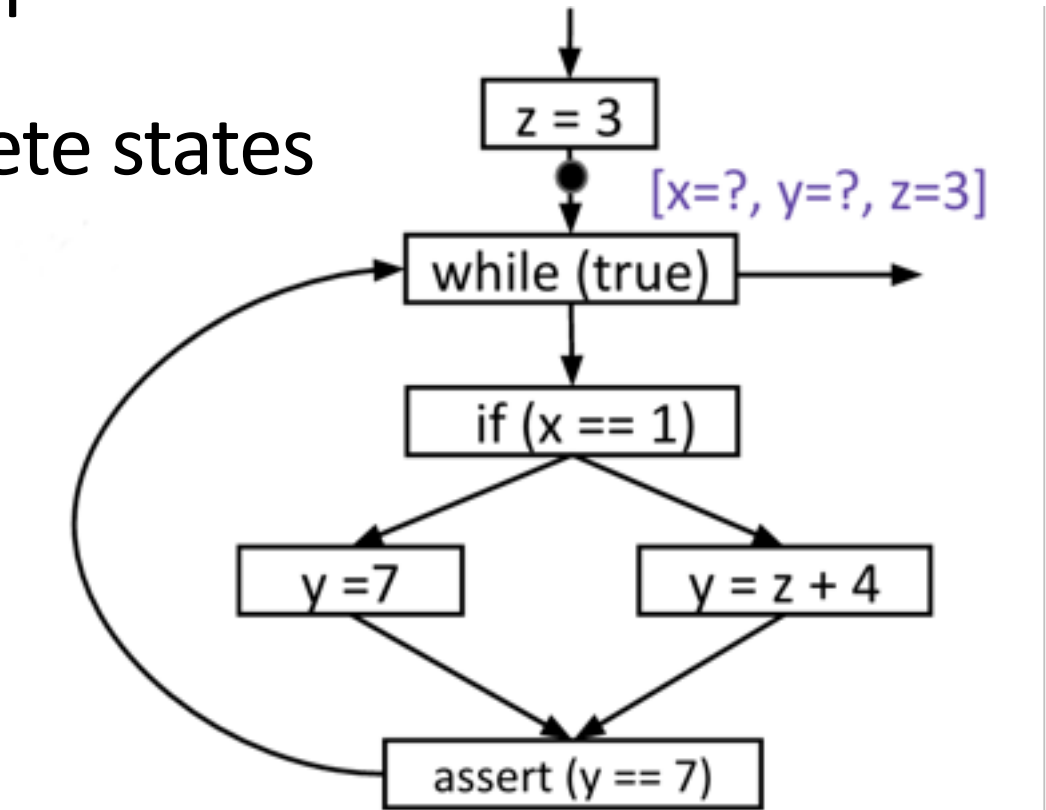 ete states
z = 3
[x=?, y=?, z=3]
while (true)
if (x == 1)
y =7
y = z + 4
assert (y == 7)